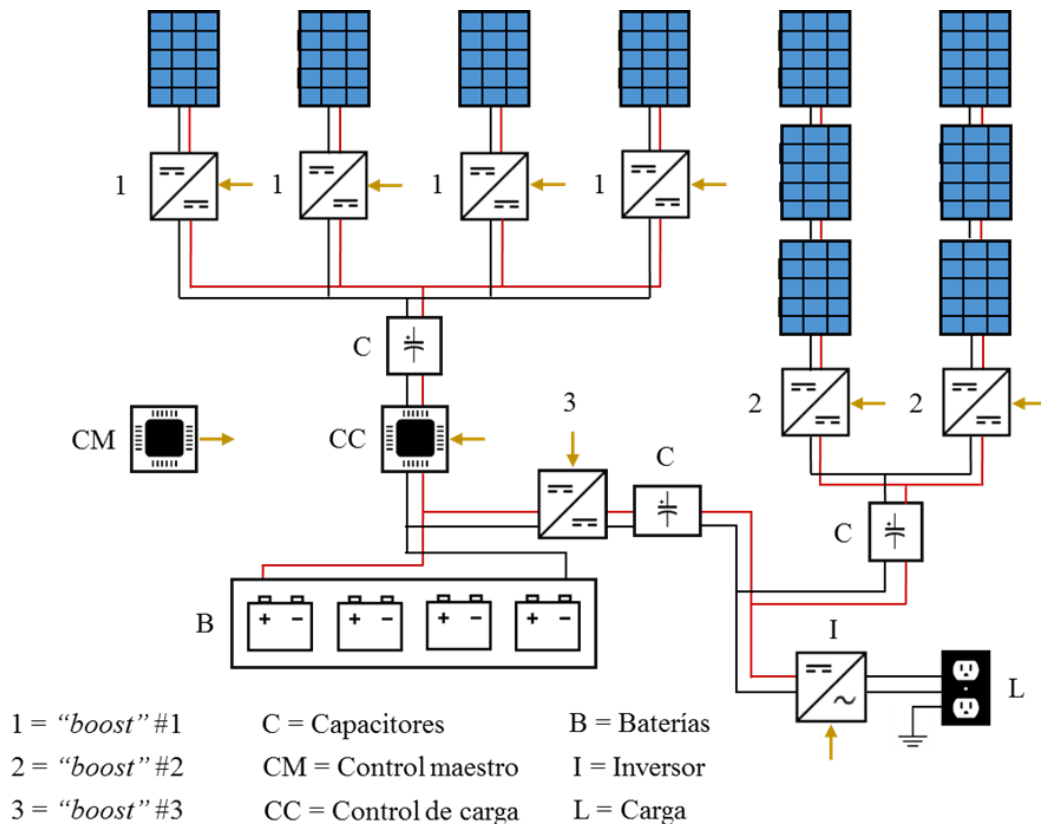 1 1 1 1
C
2 2
3
CM CC C
C
B
I
L
+ - + - + - + -
1 = “boost” #1 C = Capacitores B = Baterías
2 = “boost” #2 CM = Control maestro I = Inversor
3 = “boost” #3 CC = Control de carga L = Carga